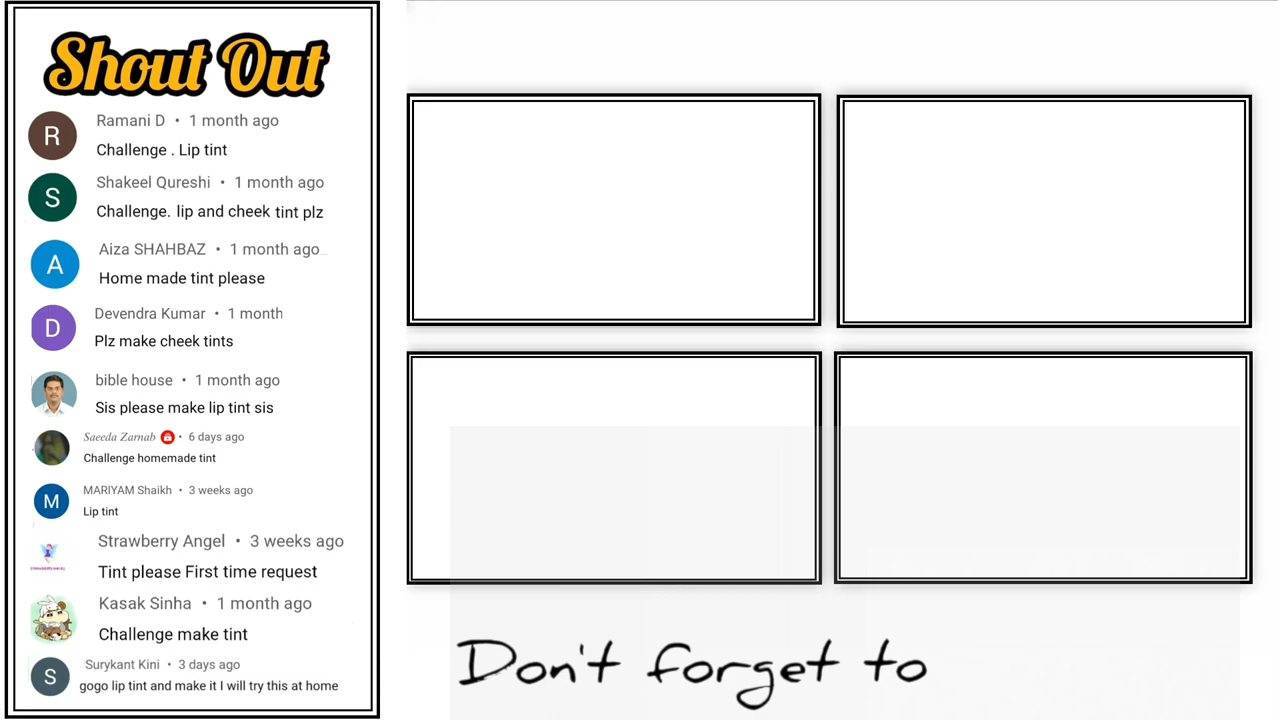 Shout Out
R
Ramani D • 1 month ago
Challenge . Lip tint
S
Shakeel Qureshi • 1 month ago
Challenge. lip and cheek tint plz
A
Aiza SHAHBAZ • 1 month ago
Home made tint please
D
Devendra Kumar • 1 month
Plz make cheek tints
bible house • 1 month ago
Sis please make lip tint sis
Saeeda Zarnab • 6 days ago
Challenge homemade tint
M
MARIYAM Shaikh • 3 weeks ago
Lip tint
Strawberry Angel • 3 weeks ago
Tint please First time request
Kasak Sinha • 1 month ago
Challenge make tint
S
Surykant Kini • 3 days ago
gogo lip tint and make it I will try this at home
Don't forget to